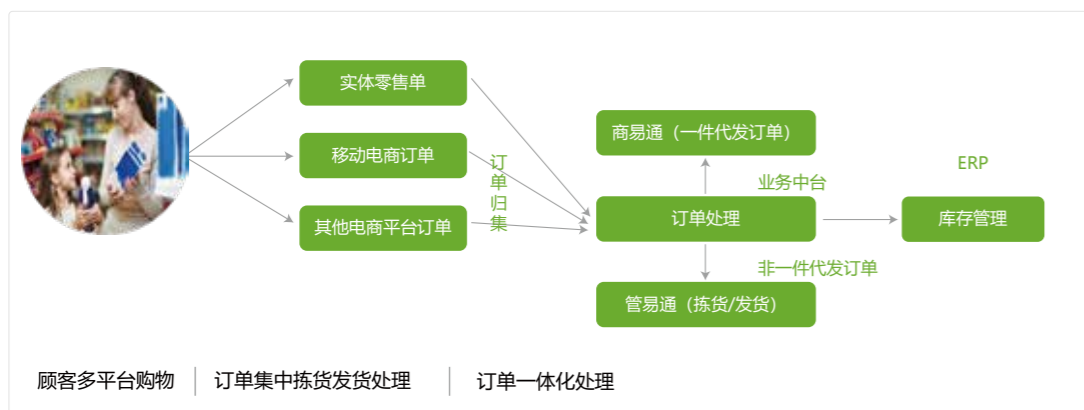 实体零售单
移动电商订单
其他电商平台订单
订单归集
商易通（一件代发订单）
业务中台
订单处理
非一件代发订单
管易通（拣货/发货）
ERP
库存管理
顾客多平台购物
订单集中拣货发货处理
订单一体化处理